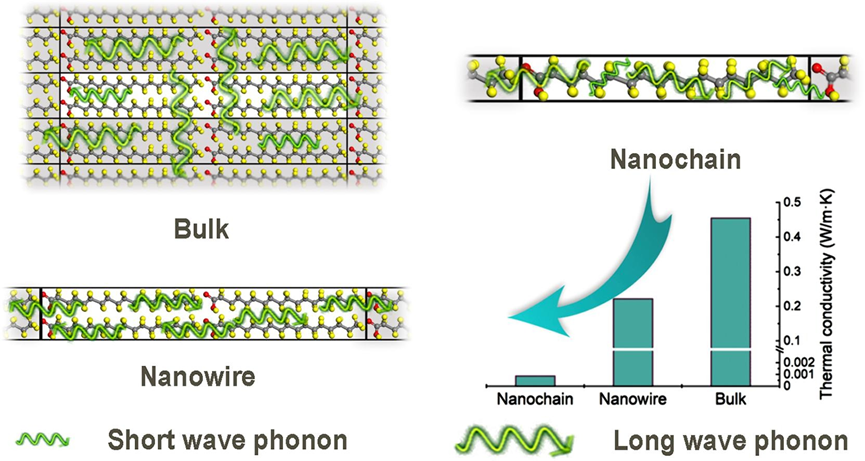 Bulk
Nanochain
Nanowire
Thermal conductivity (W/m·K)
0.5
0.4
0.3
0.2
0.1
0.002
0.001
0
Nanochain Nanowire Bulk
Short wave phonon
Long wave phonon